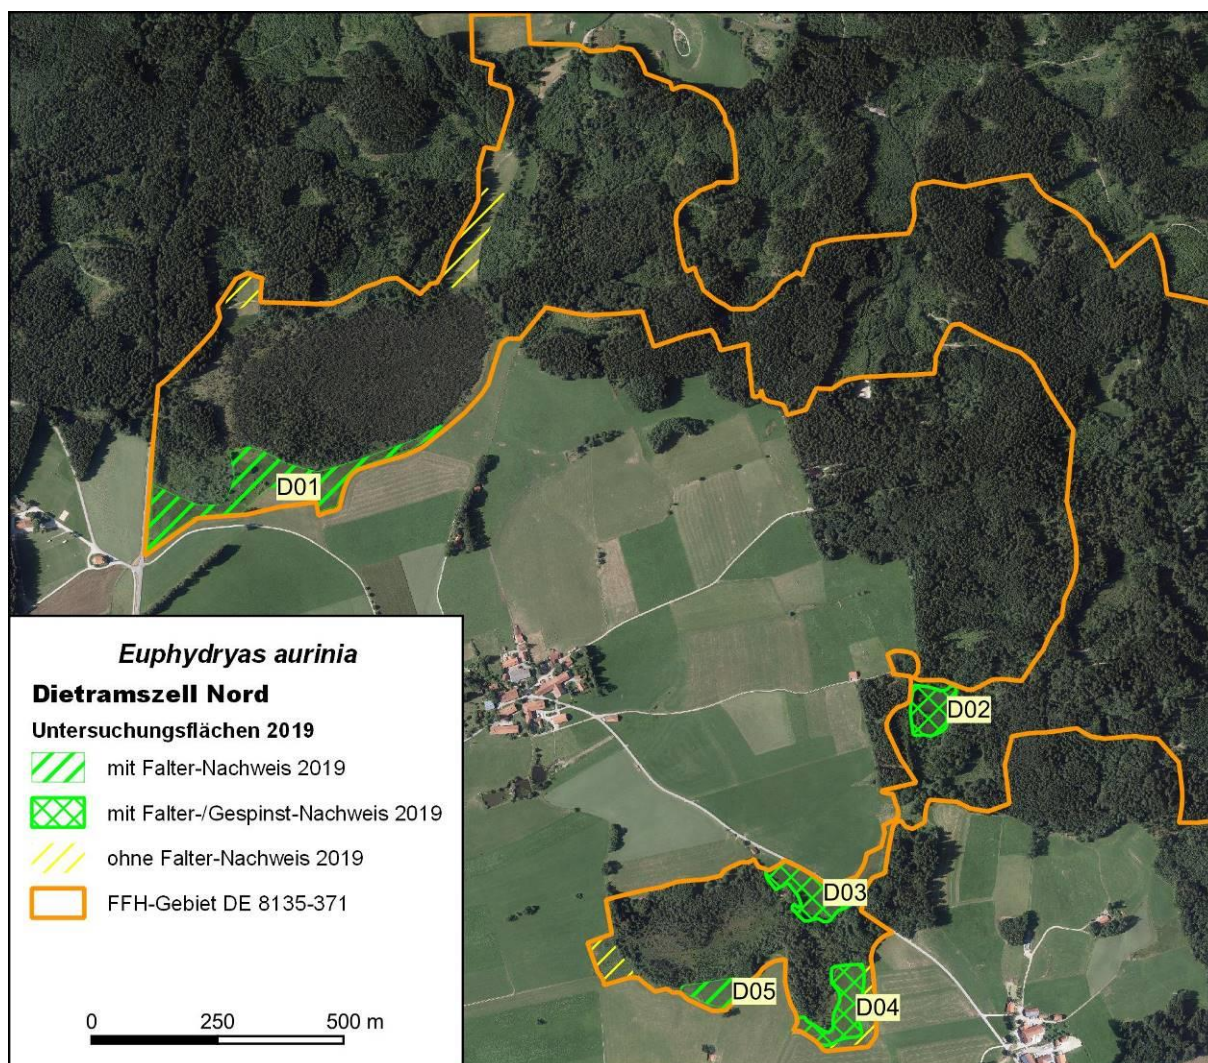 D01
D02
D03
D05
D04
Euphydryas aurinia
Dietramszell Nord
Untersuchungsflächen 2019
mit Falter-Nachweis 2019
mit Falter-/Gespinst-Nachweis 2019
ohne Falter-Nachweis 2019
FFH-Gebiet DE 8135-371
0 250 500 m